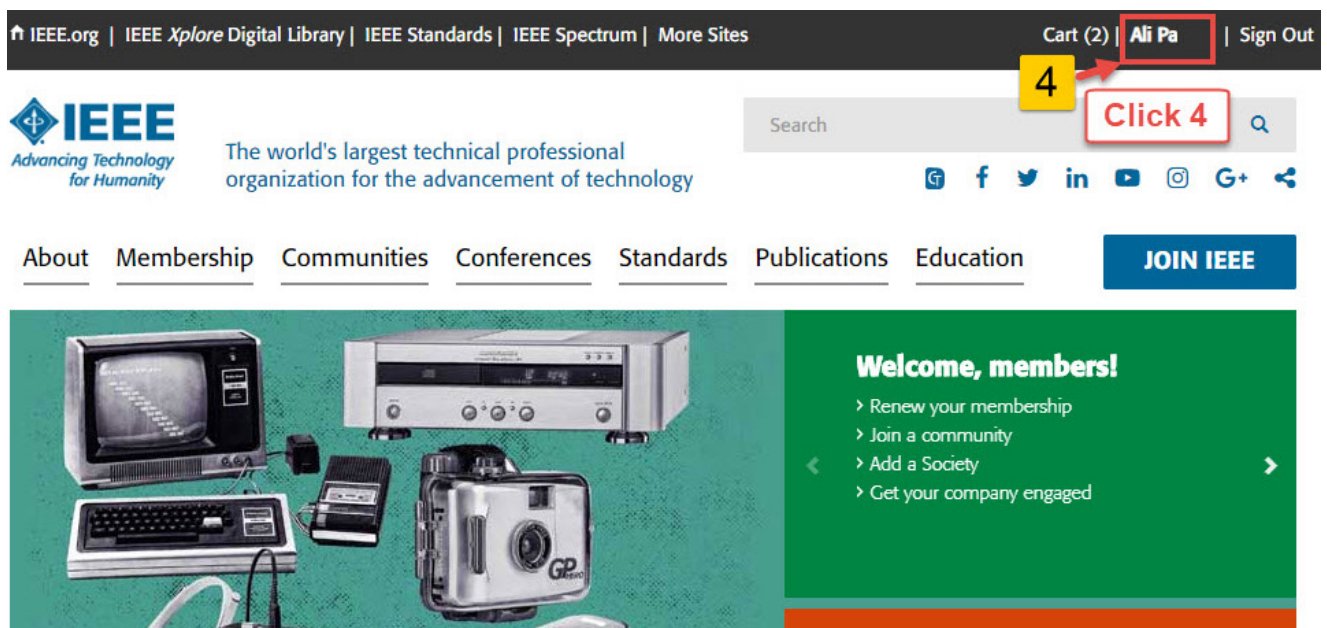 IEEE.org | IEEE Xplore Digital Library | IEEE Standards | IEEE Spectrum | More Sites
Cart (2) | Ali Pa | Sign Out
4
Click 4
IEEE
Advancing Technology
for Humanity
The world's largest technical professional
organization for the advancement of technology
Search
f in G+
About Membership Communities Conferences Standards Publications Education
JOIN IEEE
Welcome, members!
> Renew your membership
> Join a community
> Add a Society
> Get your company engaged
GP